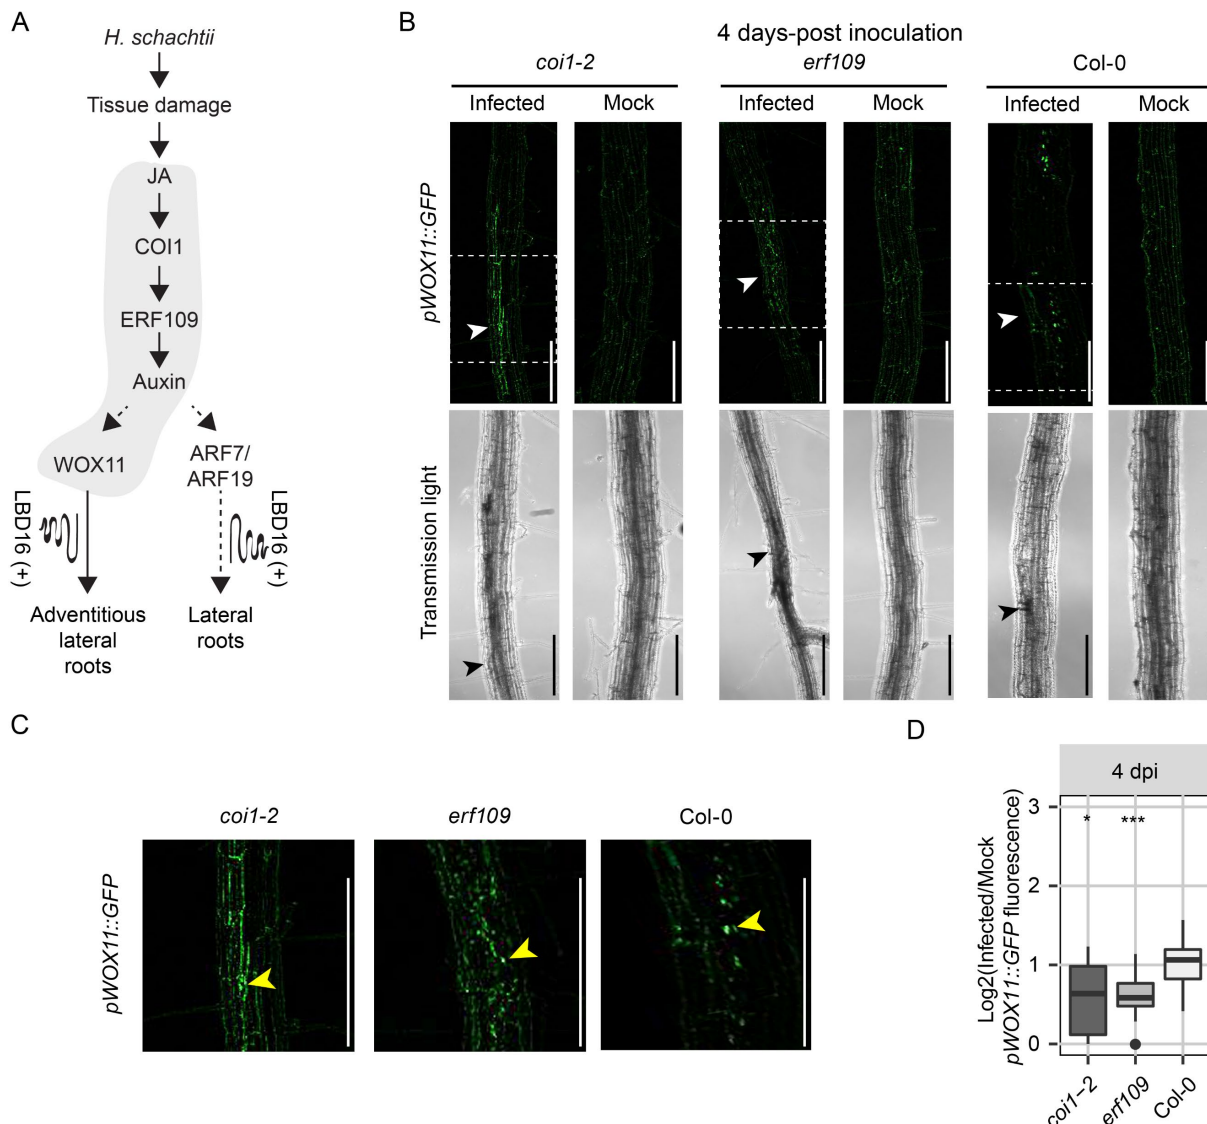 A
H. schachtii
Tissue damage
JA
COI1
ERF109
Auxin
WOX11
ARF7/
ARF19
LBD16 (+)
LBD16 (+)
Adventitious
lateral
roots
Lateral
roots
B
4 days-post inoculation
coi1-2
erf109
Col-0
Infected
Mock
Infected
Mock
Infected
Mock
pWOX11::GFP
Transmission light
C
coi1-2
erf109
Col-0
pWOX11::GFP
D
4 dpi
Log2(Infected/Mock
pWOX11::GFP fluorescence)
3
2
1
0
*
***
coi1-2
erf109
Col-0